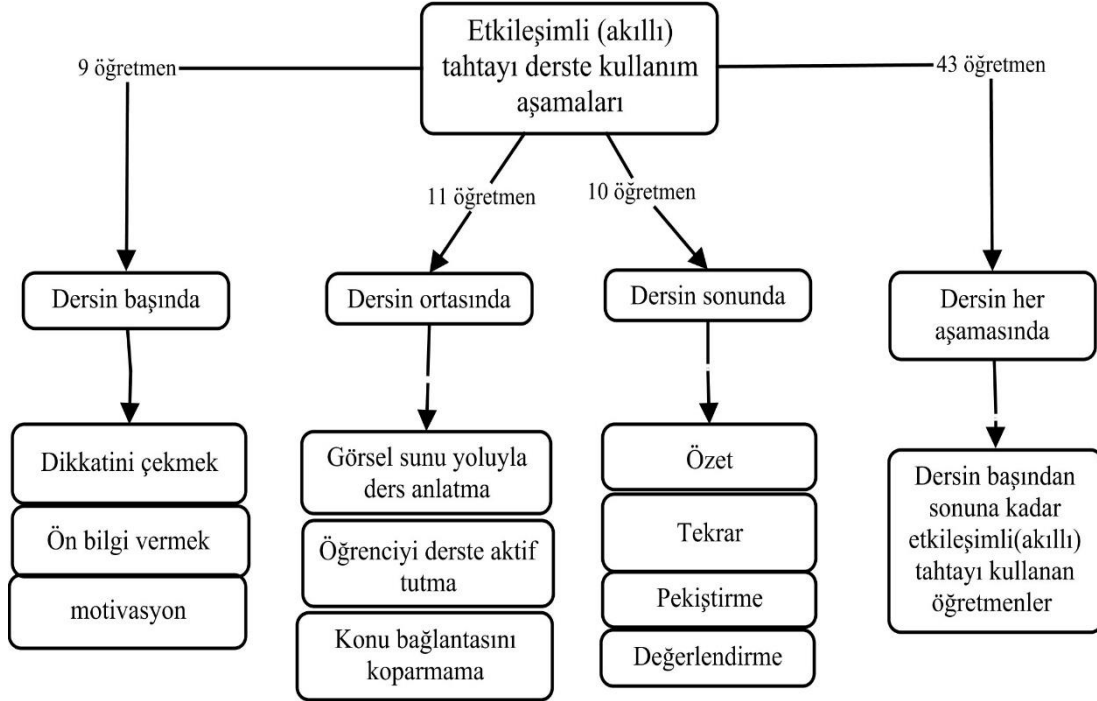 Etkileşimli (akıllı)
tahtayı derste kullanım
aşamaları
9 öğretmen
43 öğretmen
11 öğretmen
10 öğretmen
Dersin başında
Dersin ortasında
Dersin sonunda
Dersin her
aşamasında
Dikkatini çekmek
Ön bilgi vermek
motivasyon
Görsel sunu yoluyla
ders anlatma
Öğrenciyi derste aktif
tutma
Konu bağlantasını
koparmama
Özet
Tekrar
Pekiştirme
Değerlendirme
Dersin başından
sonuna kadar
etkileşimli(akıllı)
tahtayı kullanan
öğretmenler